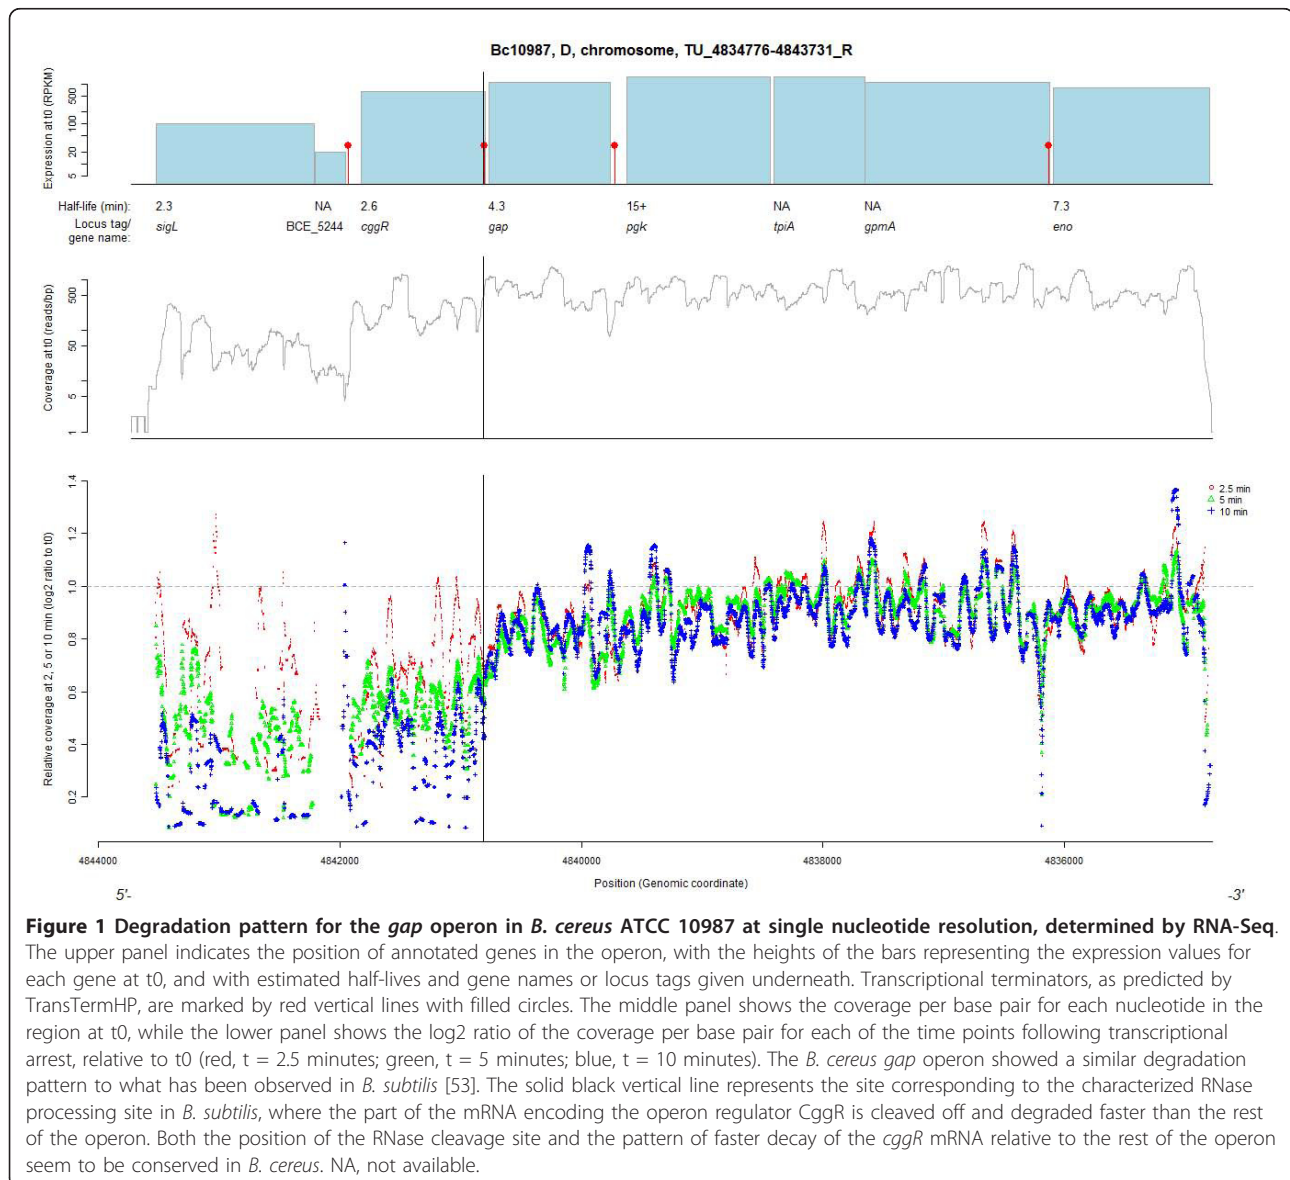 Bc10987, D, chromosome, TU_4834776-4843731_R
Expression at t0 (RPKM)
500
100
20
5
Half-life (min): 2.3 NA 2.6 4.3 15+ NA NA 7.3
Locus tag/ gene name: sigL BCE_5244 cggR gap pgk tpiA gpmA eno
Coverage at t0 (reads/bp)
500
50
5
1
Relative coverage at 2, 5 or 10 min (log2 ratio to t0)
1.4
1.2
1.0
0.8
0.6
0.4
0.2
2.5 min
5 min
10 min
4844000 4842000 4840000 4838000 4836000
Position (Genomic coordinate)
5'- -3'
Figure 1 Degradation pattern for the gap operon in B. cereus ATCC 10987 at single nucleotide resolution, determined by RNA-Seq.
The upper panel indicates the position of annotated genes in the operon, with the heights of the bars representing the expression values for
each gene at t0, and with estimated half-lives and gene names or locus tags given underneath. Transcriptional terminators, as predicted by
TransTermHP, are marked by red vertical lines with filled circles. The middle panel shows the coverage per base pair for each nucleotide in the
region at t0, while the lower panel shows the log2 ratio of the coverage per base pair for each of the time points following transcriptional
arrest, relative to t0 (red, t = 2.5 minutes; green, t = 5 minutes; blue, t = 10 minutes). The B. cereus gap operon showed a similar degradation
pattern to what has been observed in B. subtilis [53]. The solid black vertical line represents the site corresponding to the characterized RNase
processing site in B. subtilis, where the part of the mRNA encoding the operon regulator CggR is cleaved off and degraded faster than the rest
of the operon. Both the position of the RNase cleavage site and the pattern of faster decay of the cggR mRNA relative to the rest of the operon
seem to be conserved in B. cereus. NA, not available.